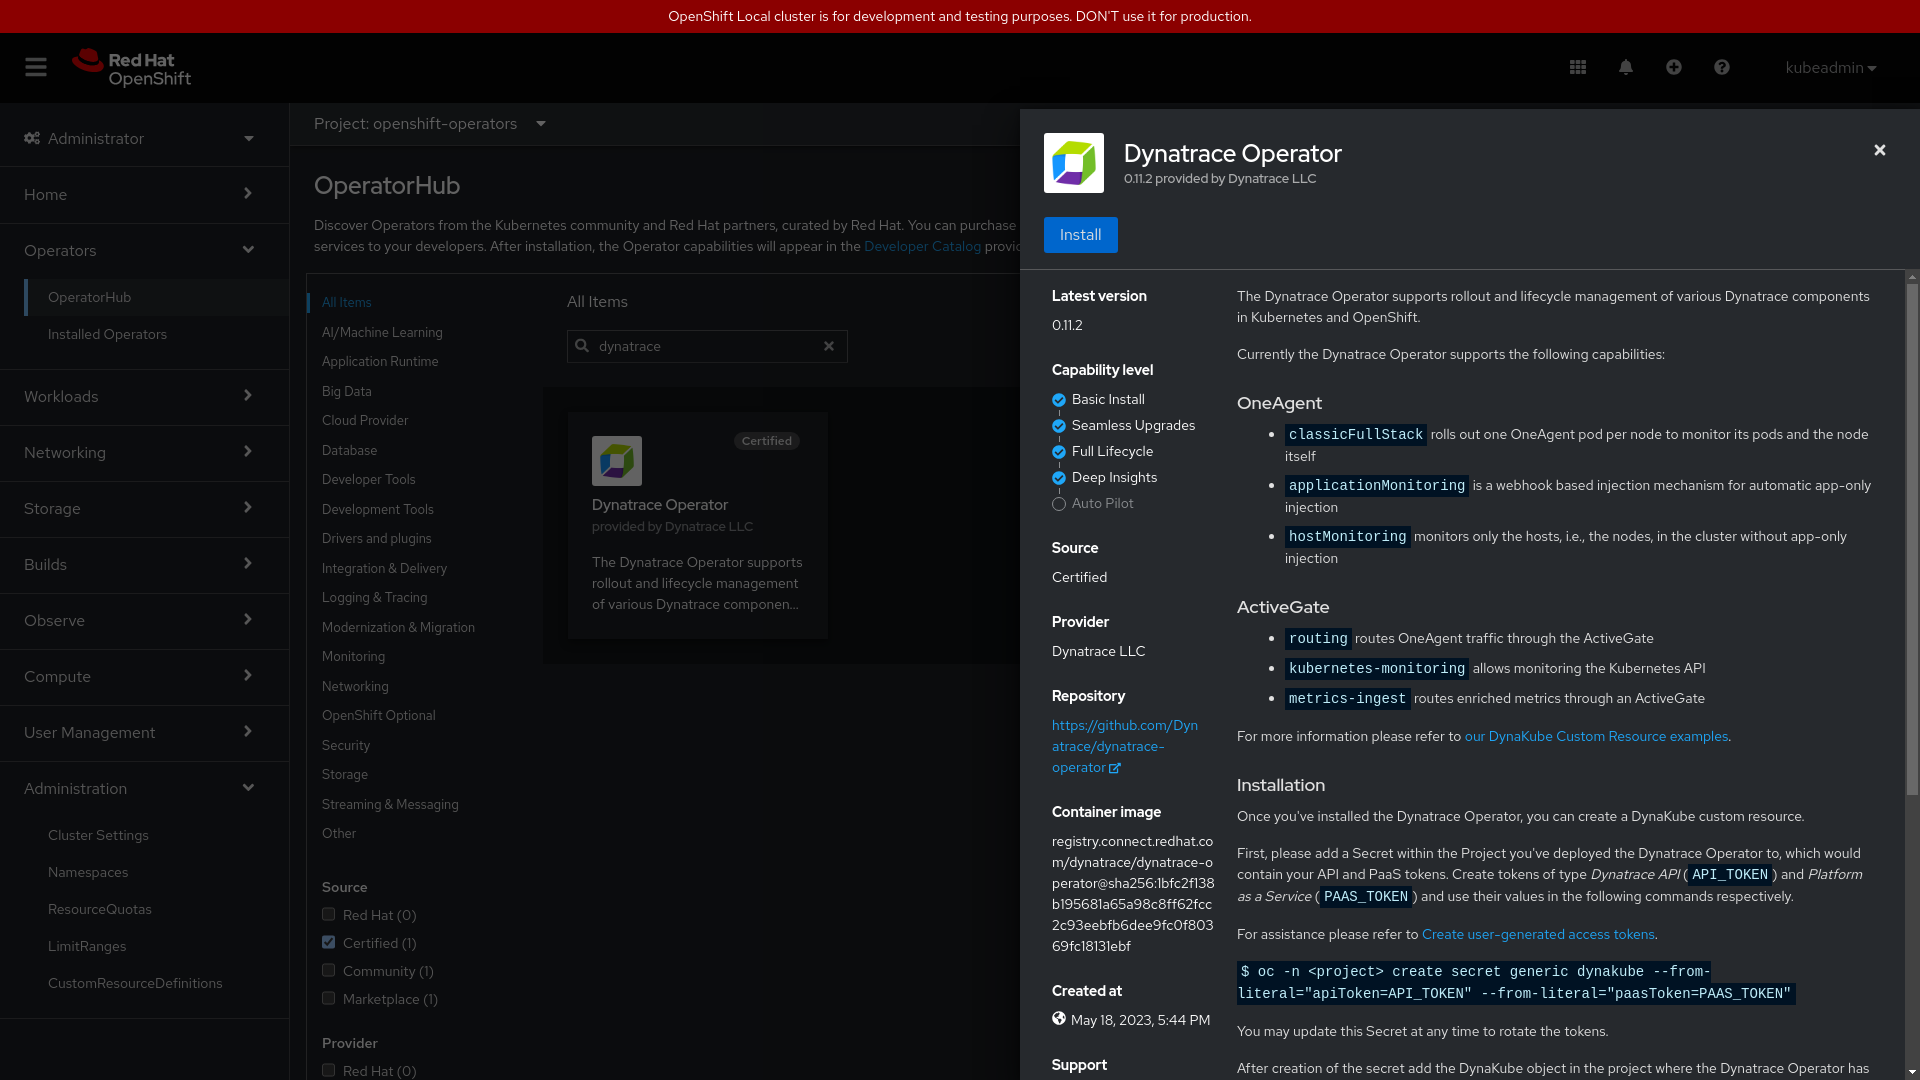 OpenShift Local cluster is for development and testing purposes. DON'T use it for production.
Red Hat
OpenShift
kubeadmin
Administrator
Home
Operators
OperatorHub
Installed Operators
Workloads
Networking
Storage
Builds
Observe
Compute
User Management
Administration
Cluster Settings
Namespaces
ResourceQuotas
LimitRanges
CustomResourceDefinitions
Project: openshift-operators
OperatorHub
Discover Operators from the Kubernetes community and Red Hat partners, curated by Red Hat. You can purchase
services to your developers. After installation, the Operator capabilities will appear in the Developer Catalog
All Items
AI/Machine Learning
Application Runtime
Big Data
Cloud Provider
Database
Developer Tools
Development Tools
Drivers and plugins
Integration & Delivery
Logging & Tracing
Modernization & Migration
Monitoring
Networking
OpenShift Optional
Security
Storage
Streaming & Messaging
Other
Source
Red Hat (0)
Certified (1)
Community (1)
Marketplace (1)
Provider
Red Hat (0)
All Items
dynatrace
Certified
Dynatrace Operator
provided by Dynatrace LLC
The Dynatrace Operator supports
rollout and lifecycle management
of various Dynatrace componen...
Dynatrace Operator
0.11.2 provided by Dynatrace LLC
Install
Latest version
0.11.2
Capability level
Basic Install
Seamless Upgrades
Full Lifecycle
Deep Insights
Auto Pilot
Source
Certified
Provider
Dynatrace LLC
Repository
https://github.com/Dyn
atrace/dynatrace-
operator
Container image
registry.connect.redhat.co
m/dynatrace/dynatrace-o
perator@sha256:1bfc2f138
b195681a65a98c8ff62fcc
2c93eebfb6dee9fc0f803
69fc18131ebf
Created at
May 18, 2023, 5:44 PM
Support
The Dynatrace Operator supports rollout and lifecycle management of various Dynatrace components
in Kubernetes and OpenShift.
Currently the Dynatrace Operator supports the following capabilities:
OneAgent
• classicFullStack rolls out one OneAgent pod per node to monitor its pods and the node
itself
• applicationMonitoring is a webhook based injection mechanism for automatic app-only
injection
• hostMonitoring monitors only the hosts, i.e., the nodes, in the cluster without app-only
injection
ActiveGate
• routing routes OneAgent traffic through the ActiveGate
• kubernetes-monitoring allows monitoring the Kubernetes API
• metrics-ingest routes enriched metrics through an ActiveGate
For more information please refer to our DynaKube Custom Resource examples.
Installation
Once you've installed the Dynatrace Operator, you can create a DynaKube custom resource.
First, please add a Secret within the Project you've deployed the Dynatrace Operator to, which would
contain your API and PaaS tokens. Create tokens of type Dynatrace API (API_TOKEN) and Platform
as a Service (PAAS_TOKEN) and use their values in the following commands respectively.
For assistance please refer to Create user-generated access tokens.
$ oc -n <project> create secret generic dynakube --from-
literal="apiToken=API_TOKEN" --from-literal="paasToken=PAAS_TOKEN"
You may update this Secret at any time to rotate the tokens.
After creation of the secret add the DynaKube object in the project where the Dynatrace Operator has